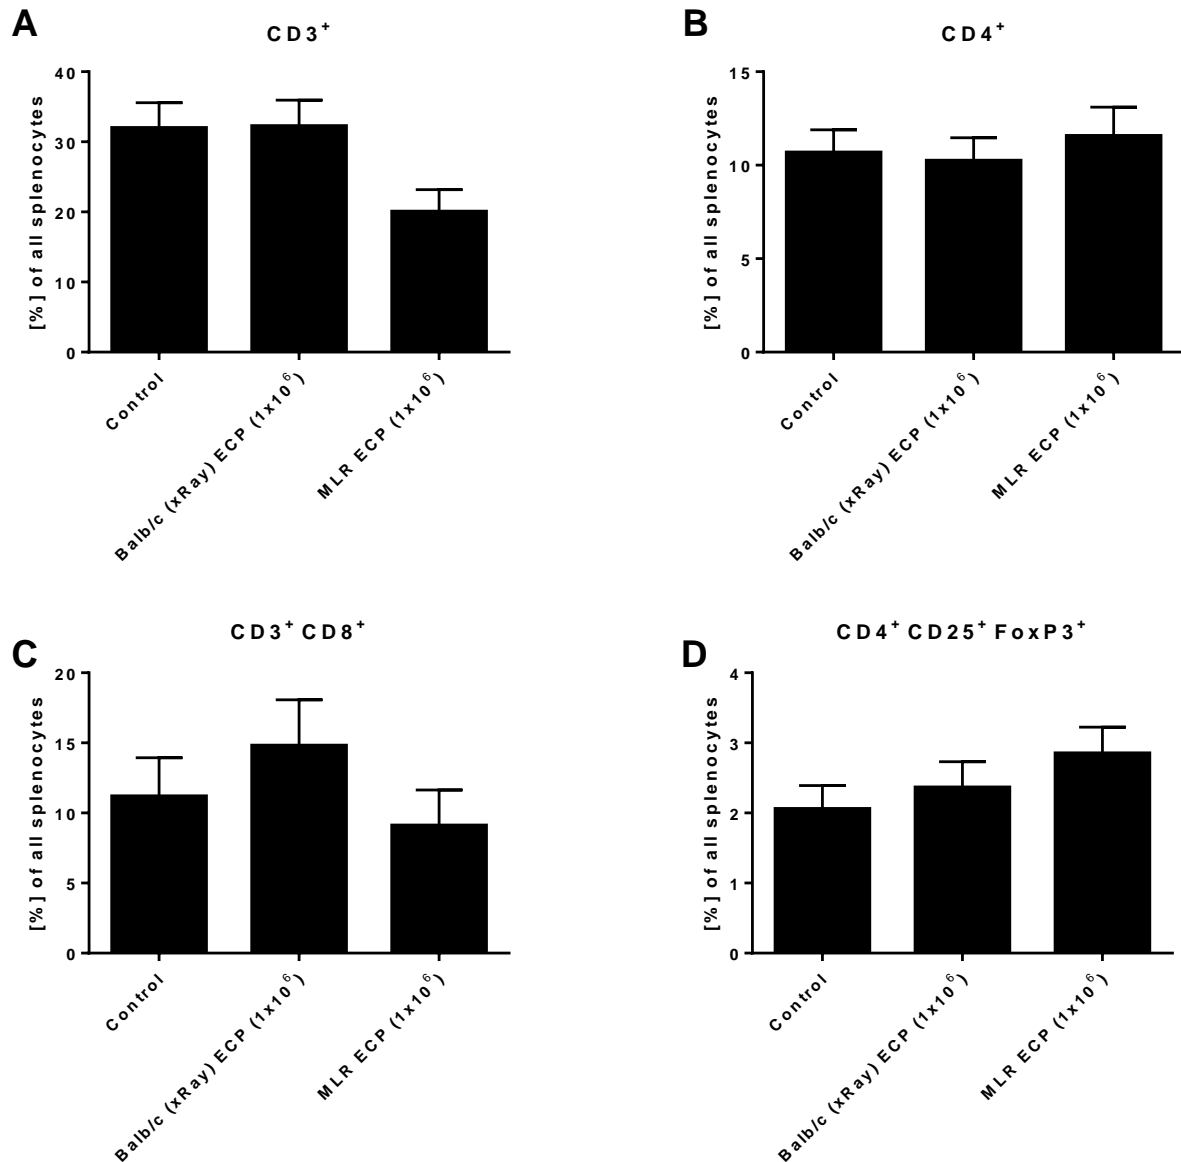 A
CD3⁺
[%] of all splenocytes
40
30
20
10
0
Control
Balb/c (xRay) ECP (1x10⁶)
MLR ECP (1x10⁶)
B
CD4⁺
[%] of all splenocytes
15
10
5
0
Control
Balb/c (xRay) ECP (1x10⁶)
MLR ECP (1x10⁶)
C
CD3⁺ CD8⁺
[%] of all splenocytes
20
15
10
5
0
Control
Balb/c (xRay) ECP (1x10⁶)
MLR ECP (1x10⁶)
D
CD4⁺ CD25⁺ FoxP3⁺
[%] of all splenocytes
4
3
2
1
0
Control
Balb/c (xRay) ECP (1x10⁶)
MLR ECP (1x10⁶)